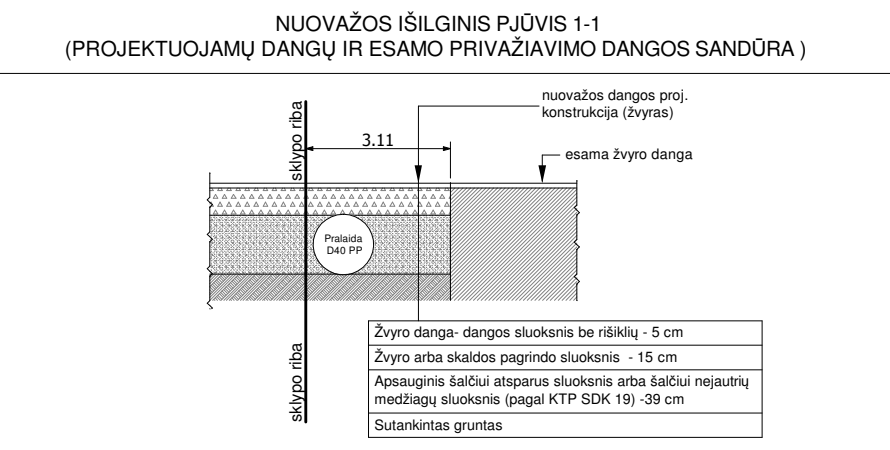 NUOVAŽOS IŠILGINIS PJŪVIS 1-1
(PROJEKTUOJAMŲ DANGŲ IR ESAMO PRIVAŽIAVIMO DANGOS SANDŪRA )
sklypo riba
3.11
nuovažos dangos proj.
konstrukcija (žvyras)
esama žvyro danga
Pralaida
D40 PP
sklypo riba
Žvyro danga- dangos sluoksnis be rišiklių - 5 cm
Žvyro arba skaldos pagrindo sluoksnis - 15 cm
Apsauginis šalčiui atsparus sluoksnis arba šalčiui nejautrių
medžiagų sluoksnis (pagal KTP SDK 19) -39 cm
Sutankintas gruntas